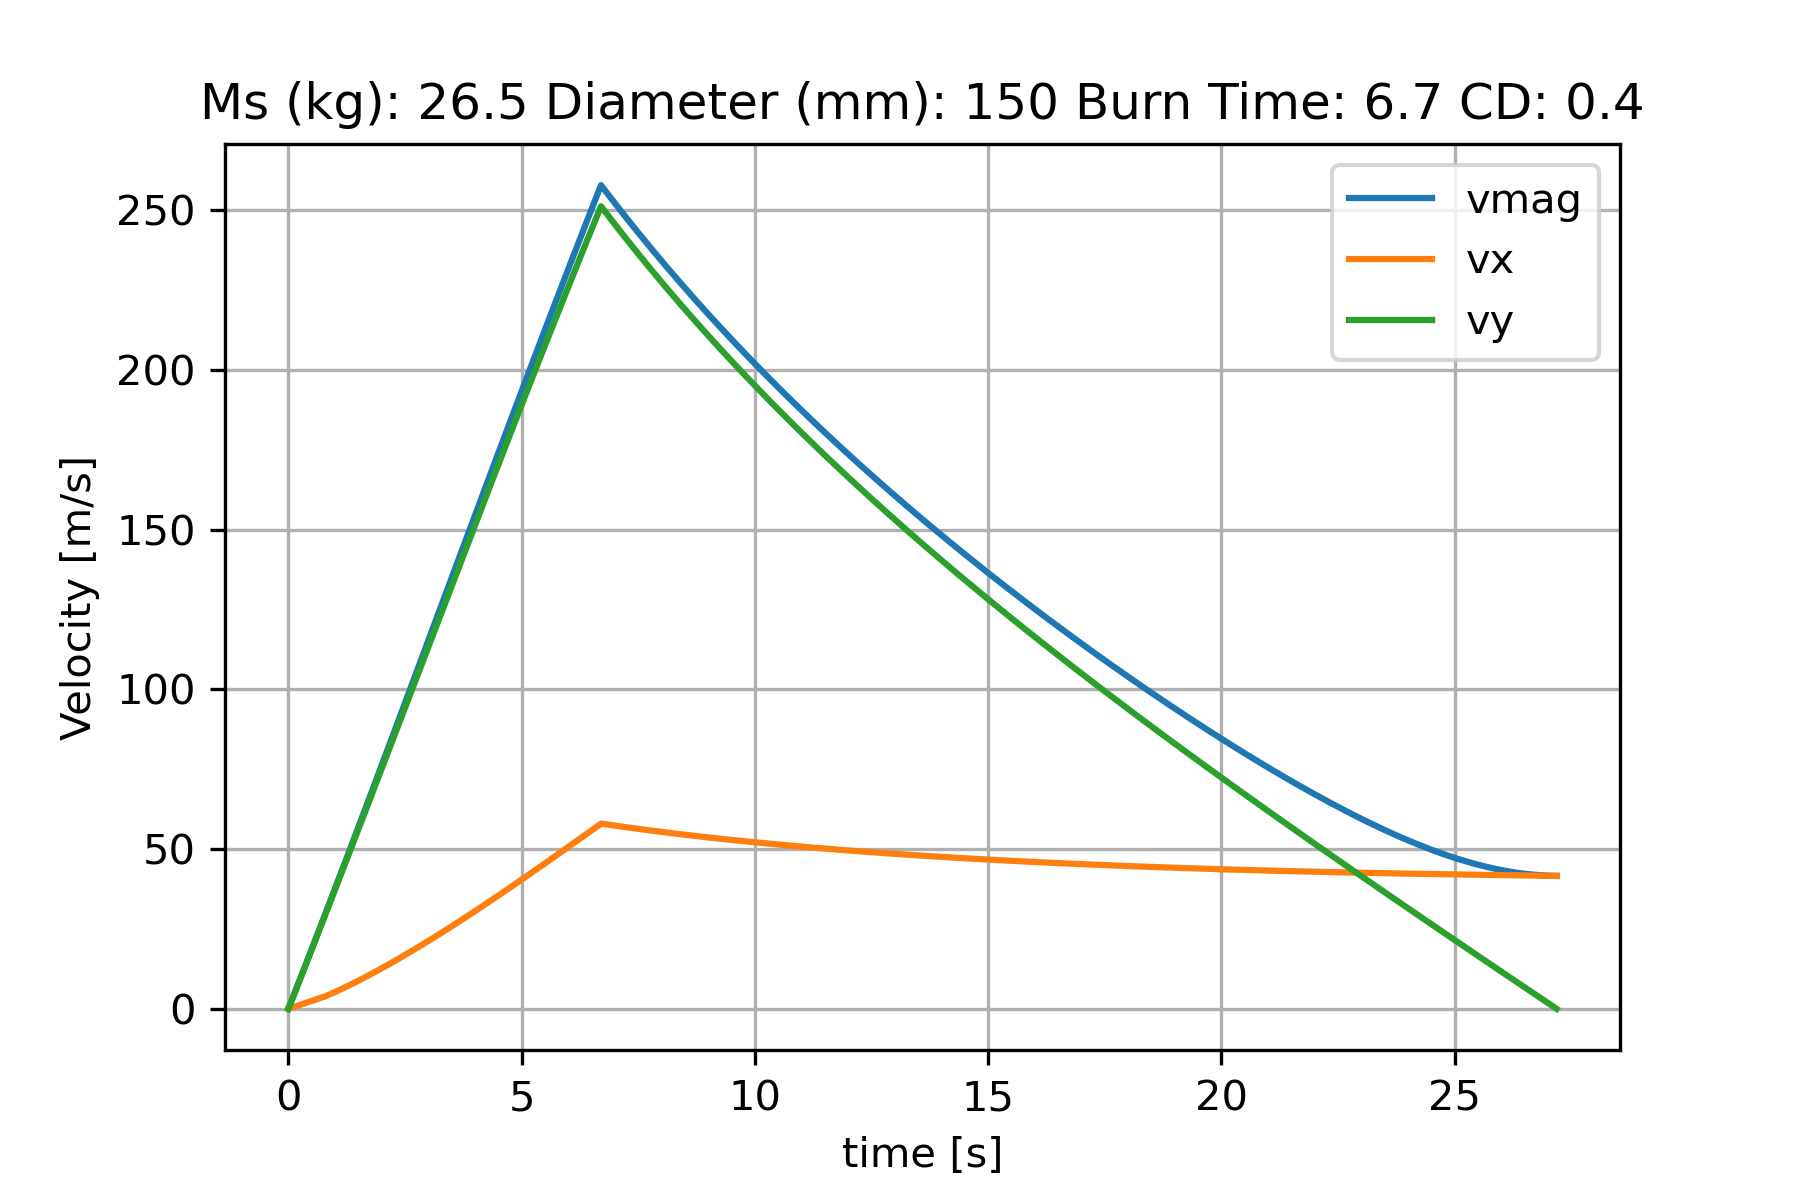 Ms (kg): 26.5 Diameter (mm): 150 Burn Time: 6.7 CD: 0.4
vmag
vx
vy
Velocity [m/s]
250
200
150
100
50
0
0 5 10 15 20 25
time [s]